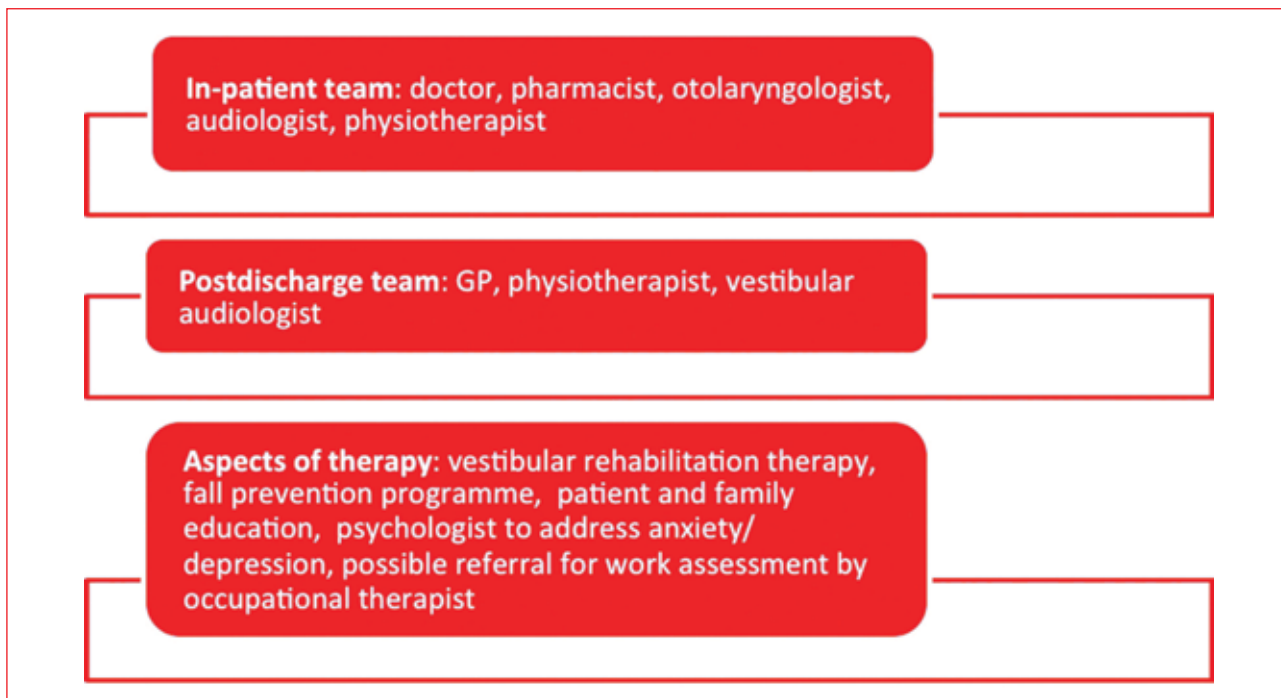 In-patient team: doctor, pharmacist, otolaryngologist,
audiologist, physiotherapist
Postdischarge team: GP, physiotherapist, vestibular
audiologist
Aspects of therapy: vestibular rehabilitation therapy,
fall prevention programme,  patient and family
education,  psychologist to address anxiety/
depression, possible referral for work assessment by
occupational therapist